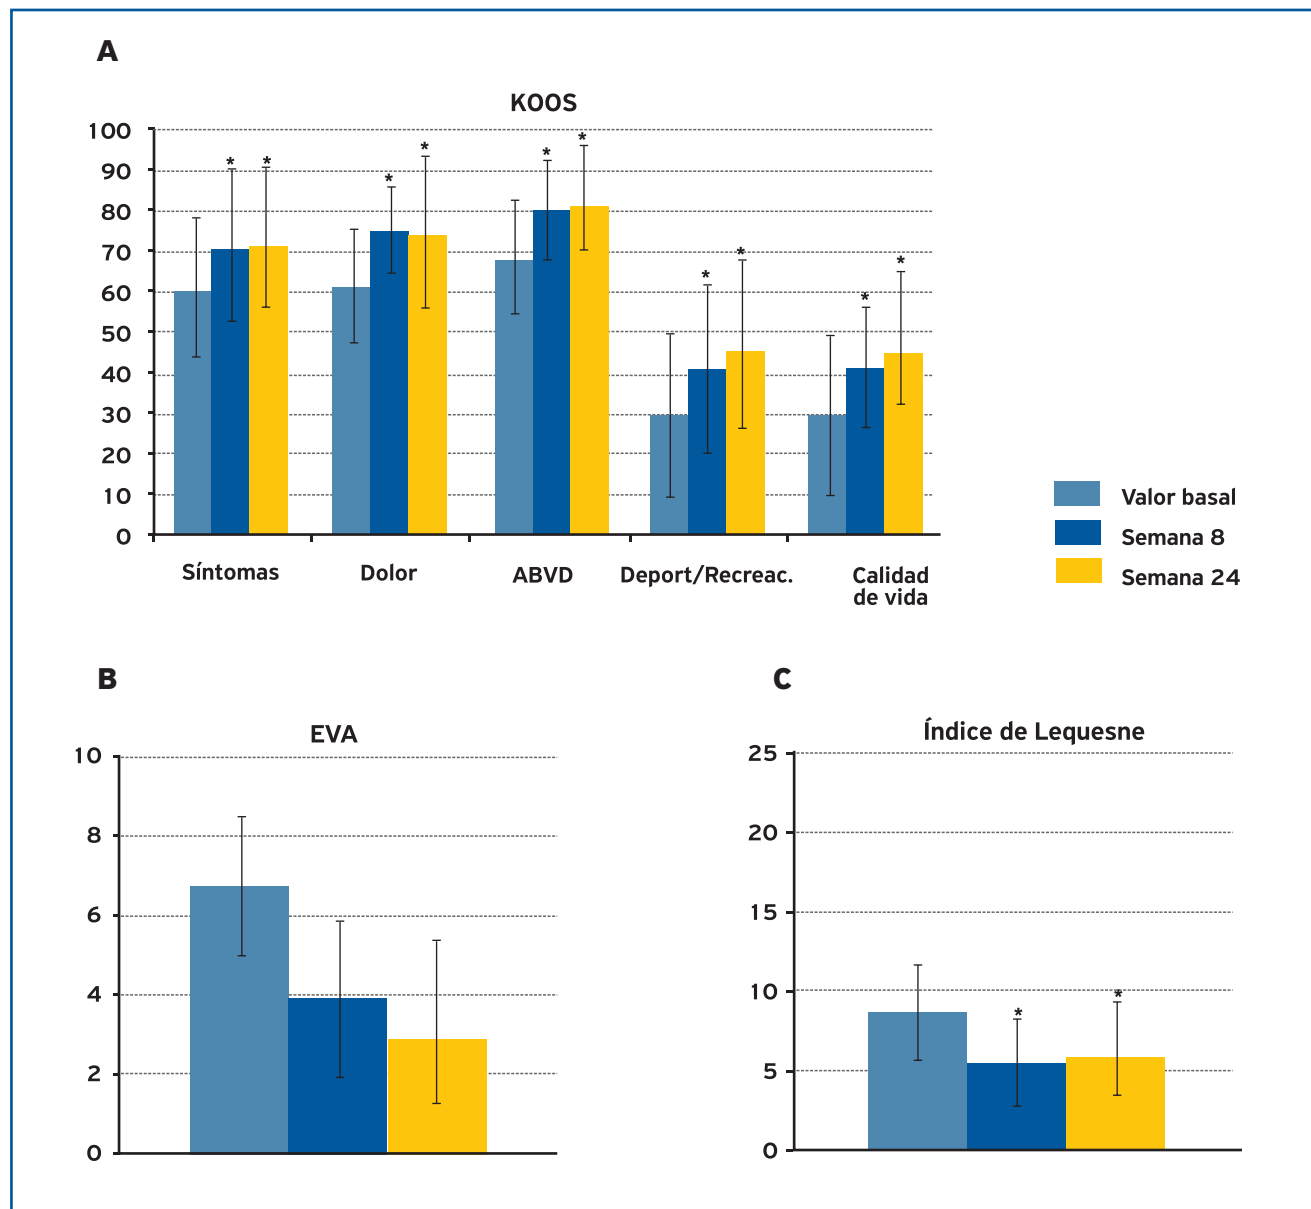 A
KOOS
100
90
80
70
60
50
40
30
20
10
0
* * * * * * * * * *
Síntomas Dolor ABVD Deport/Recreac. Calidad
de vida
Valor basal
Semana 8
Semana 24
B
EVA
10
8
6
4
2
0
C
Índice de Lequesne
25
20
15
10
5
0
* *